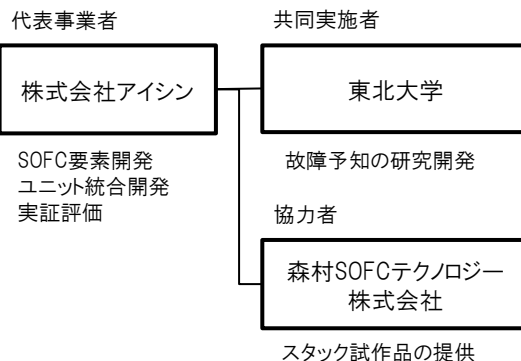 代表事業者
共同実施者
株式会社アイシン
東北大学
SOFC要素開発
ユニット統合開発
実証評価
故障予知の研究開発
協力者
森村SOFCテクノロジー
株式会社
スタック試作品の提供